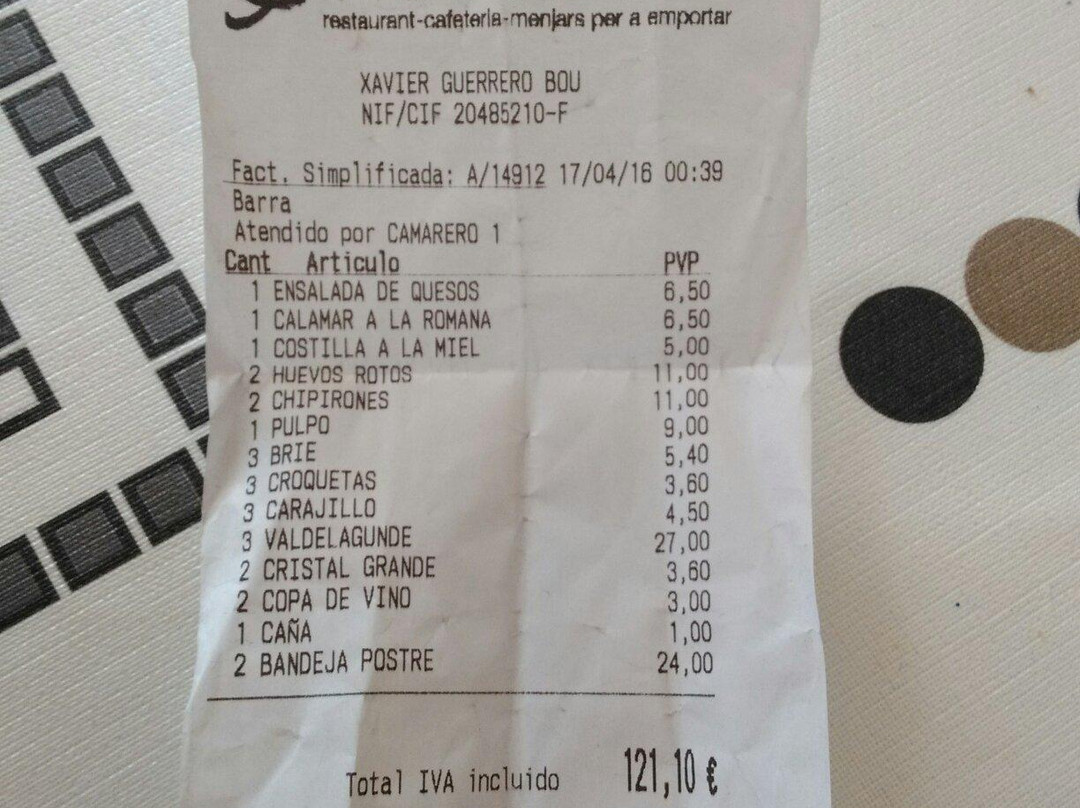 restaurant-cafeteria-menjars per a emportar
XAVIER GUERRERO BOU
NIF/CIF 20485210-F
Fact. Simplificada: A/14912 17/04/16 00:39
Barra
Atendido por CAMARERO 1
Cant Articulo PVP
1 ENSALADA DE QUESOS 6,50
1 CALAMAR A LA ROMANA 6,50
1 COSTILLA A LA MIEL 5,00
2 HUEVOS ROTOS 11,00
2 CHIPIRONES 11,00
1 PULPO 9,00
3 BRIE 5,40
3 CROQUETAS 3,60
3 CARAJILLO 4,50
3 VALDELAGUNDE 27,00
2 CRISTAL GRANDE 3,60
2 COPA DE VINO 3,00
1 CAÑA 1,00
2 BANDEJA POSTRE 24,00
Total IVA incluido 121,10 €